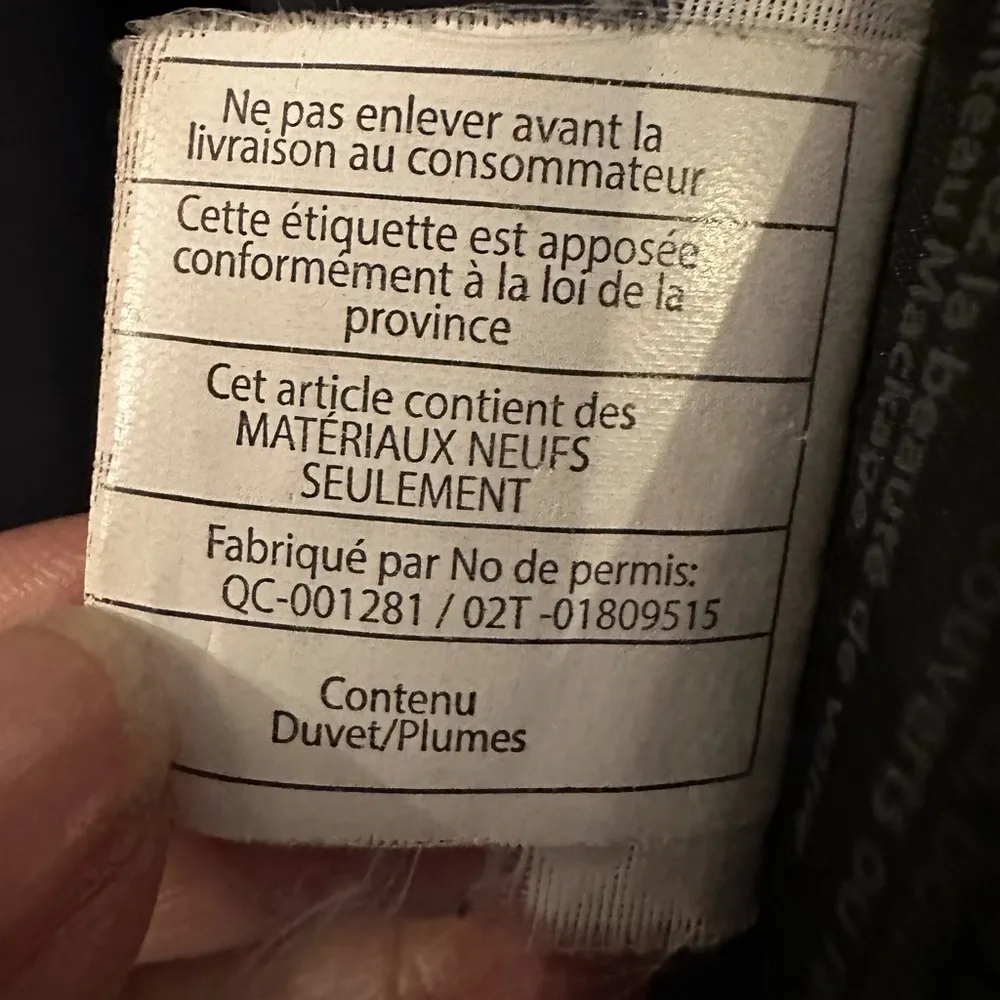 Ne pas enlever avant la
livraison au consommateur
Cette étiquette est apposée
conformément à la loi de la
province
Cet article contient des
MATÉRIAUX NEUFS
SEULEMENT
Fabriqué par No de permis:
QC-001281 / 02T -01809515
Contenu
Duvet/Plumes